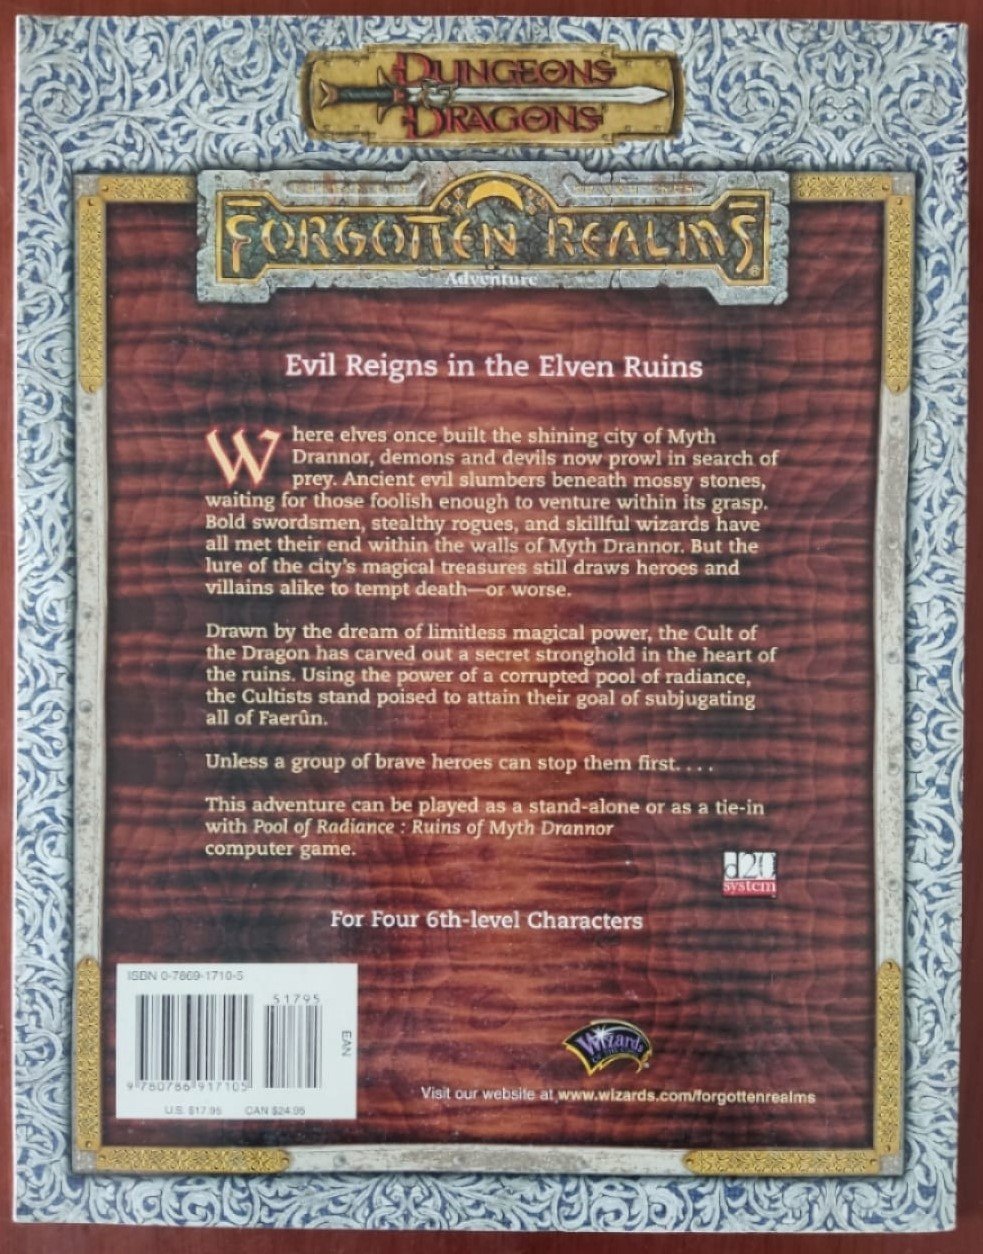 DUNGEONS
DRAGONS
FORGOTTEN REALMS®
Adventure
Evil Reigns in the Elven Ruins
Where elves once built the shining city of Myth
Drannor, demons and devils now prowl in search of
prey. Ancient evil slumbers beneath mossy stones,
waiting for those foolish enough to venture within its grasp.
Bold swordsmen, stealthy rogues, and skillful wizards have
all met their end within the walls of Myth Drannor. But the
lure of the city's magical treasures still draws heroes and
villains alike to tempt death—or worse.
Drawn by the dream of limitless magical power, the Cult of
the Dragon has carved out a secret stronghold in the heart of
the ruins. Using the power of a corrupted pool of radiance,
the Cultists stand poised to attain their goal of subjugating
all of Faerûn.
Unless a group of brave heroes can stop them first. . . .
This adventure can be played as a stand-alone or as a tie-in
with Pool of Radiance : Ruins of Myth Drannor
computer game.
d20
system
For Four 6th-level Characters
ISBN 0-7869-1710-5
51795
EAN
9 780786 917105
U.S. $17.95 CAN $24.95
Wizards
Visit our website at www.wizards.com/forgottenrealms